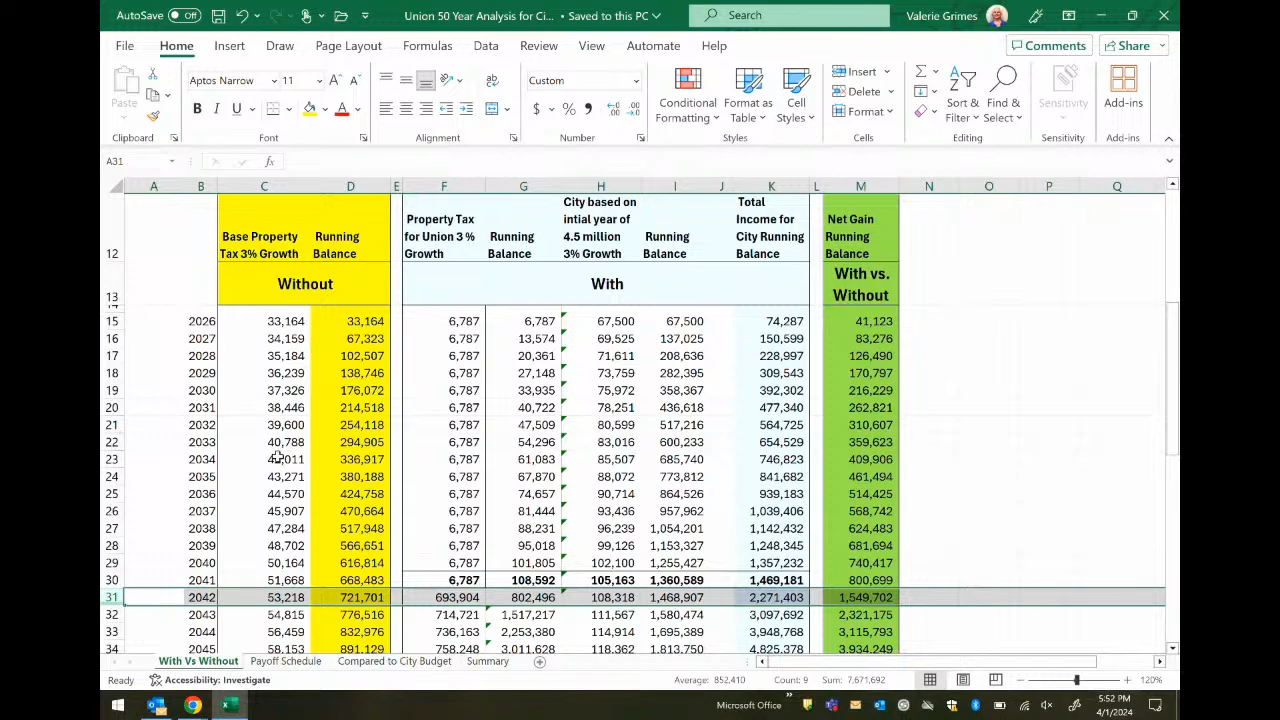 AutoSave Off Union 50 Year Analysis for Ci... • Saved to this PC Search Valerie Grimes
File Home Insert Draw Page Layout Formulas Data Review View Automate Help Comments Share
Paste Aptos Narrow 11 Custom Conditional Formatting Format as Table Cell Styles Insert Delete Format Sort & Filter Find & Select Sensitivity Add-ins
Clipboard Font Alignment Number Styles Cells Editing Sensitivity Add-ins
A31 fx
A B C D E F G H I J K L M N O P Q
City based on Total
Property Tax intial year of Income for Net Gain
Base Property Running for Union 3 % Running 4.5 million Running City Running Running
12 Tax 3% Growth Balance Growth Balance 3% Growth Balance Balance Balance
13 Without With With vs. Without
14
15 2026 33,164 33,164 6,787 6,787 67,500 67,500 74,287 41,123
16 2027 34,159 67,323 6,787 13,574 69,525 137,025 150,599 83,276
17 2028 35,184 102,507 6,787 20,361 71,611 208,636 228,997 126,490
18 2029 36,239 138,746 6,787 27,148 73,759 282,395 309,543 170,797
19 2030 37,326 176,072 6,787 33,935 75,972 358,367 392,302 216,229
20 2031 38,446 214,518 6,787 40,722 78,251 436,618 477,340 262,821
21 2032 39,600 254,118 6,787 47,509 80,599 517,216 564,725 310,607
22 2033 40,788 294,905 6,787 54,296 83,016 600,233 654,529 359,623
23 2034 42,011 336,917 6,787 61,083 85,507 685,740 746,823 409,906
24 2035 43,271 380,188 6,787 67,870 88,072 773,812 841,682 461,494
25 2036 44,570 424,758 6,787 74,657 90,714 864,526 939,183 514,425
26 2037 45,907 470,664 6,787 81,444 93,436 957,962 1,039,406 568,742
27 2038 47,284 517,948 6,787 88,231 96,239 1,054,201 1,142,432 624,483
28 2039 48,702 566,651 6,787 95,018 99,126 1,153,327 1,248,345 681,694
29 2040 50,164 616,814 6,787 101,805 102,100 1,255,427 1,357,232 740,417
30 2041 51,668 668,483 6,787 108,592 105,163 1,360,589 1,469,181 800,699
31 2042 53,218 721,701 693,904 802,496 108,318 1,468,907 2,271,403 1,549,702
32 2043 54,815 776,516 714,721 1,517,217 111,567 1,580,474 3,097,692 2,321,175
33 2044 56,459 832,976 736,163 2,253,380 114,914 1,695,389 3,948,768 3,115,793
34 2045 58,153 891,129 758,248 3,011,628 118,362 1,813,750 4,825,378 3,934,249
With Vs Without Payoff Schedule Compared to City Budget Summary
Ready Accessibility: Investigate Average: 852,410 Count: 9 Sum: 7,671,692 120%
Microsoft Office 5:52 PM
4/1/2024